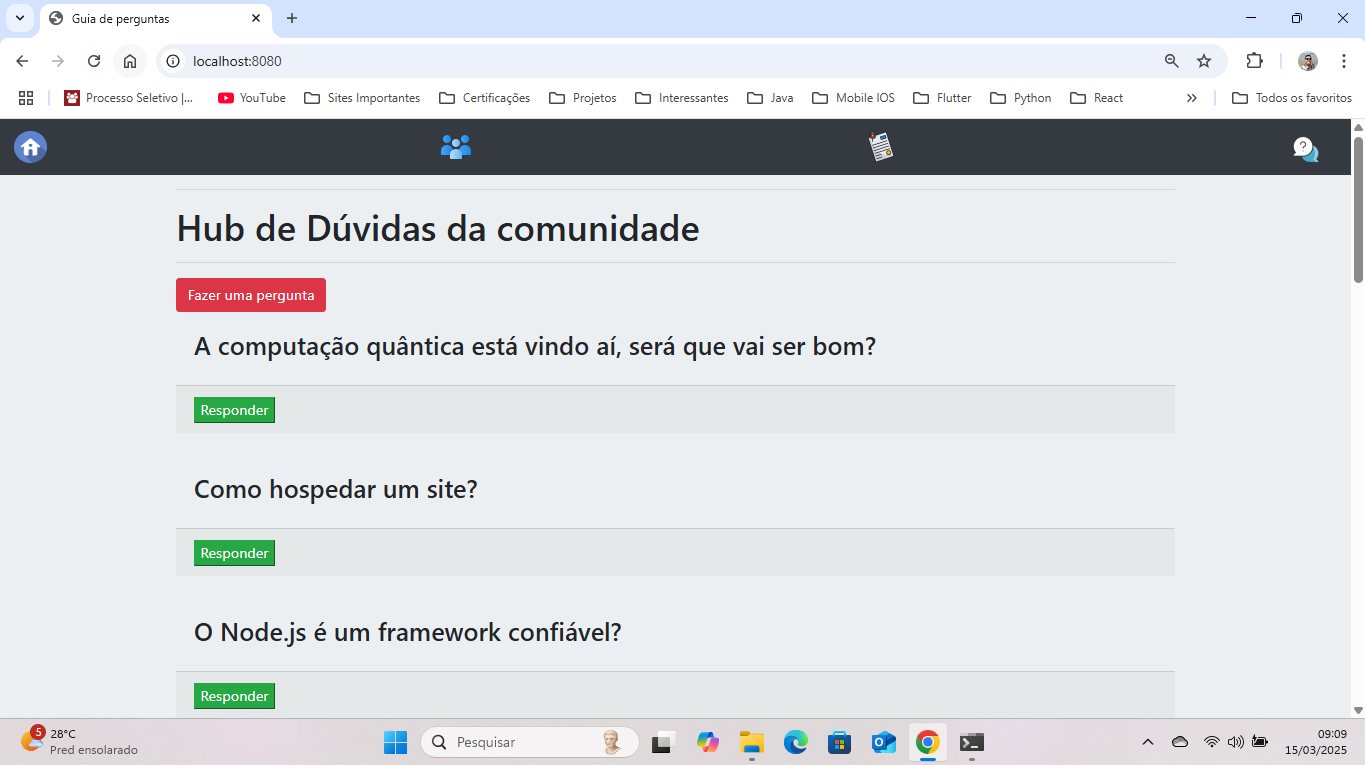 Guia de perguntas
localhost:8080
Processo Seletivo |... YouTube Sites Importantes Certificações Projetos Interessantes Java Mobile IOS Flutter Python React Todos os favoritos
?
Hub de Dúvidas da comunidade
Fazer uma pergunta
A computação quântica está vindo aí, será que vai ser bom?
Responder
Como hospedar um site?
Responder
O Node.js é um framework confiável?
Responder
5
28°C
Pred ensolarado
Pesquisar
09:09
15/03/2025